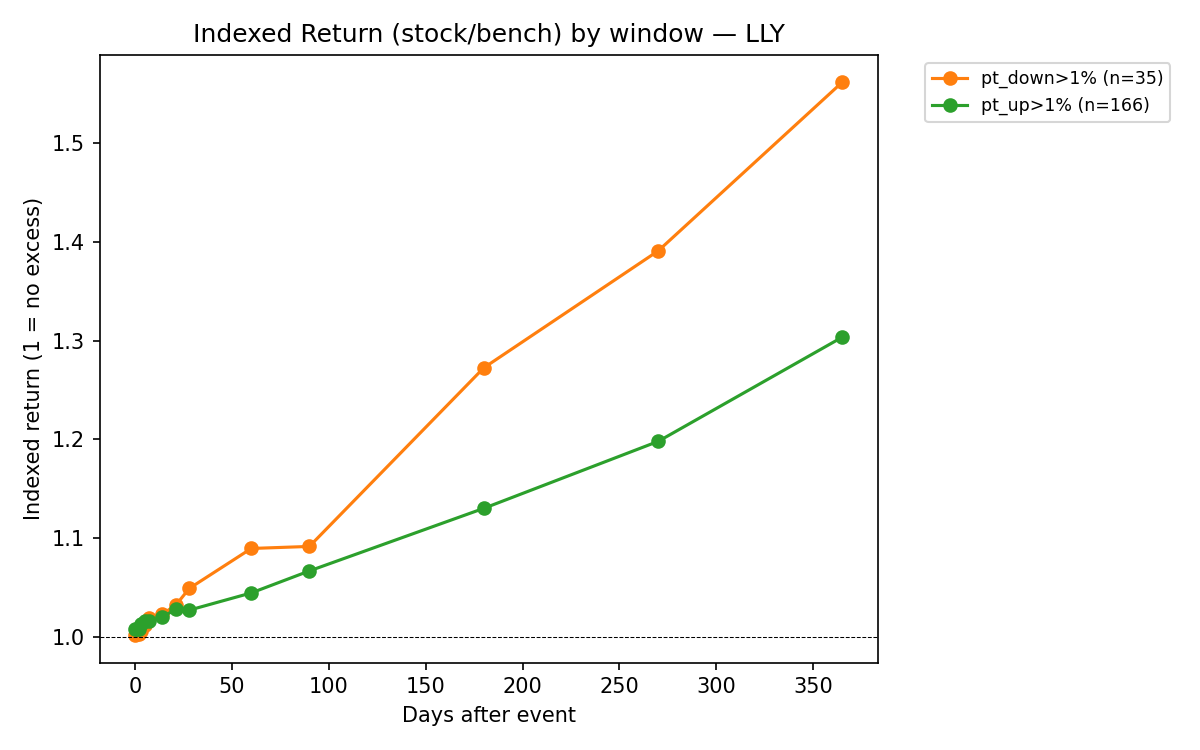 Indexed Return (stock/bench) by window — LLY
pt_down>1% (n=35)
pt_up>1% (n=166)
Indexed return (1 = no excess)
1.5
1.4
1.3
1.2
1.1
1.0
0
50
100
150
200
250
300
350
Days after event